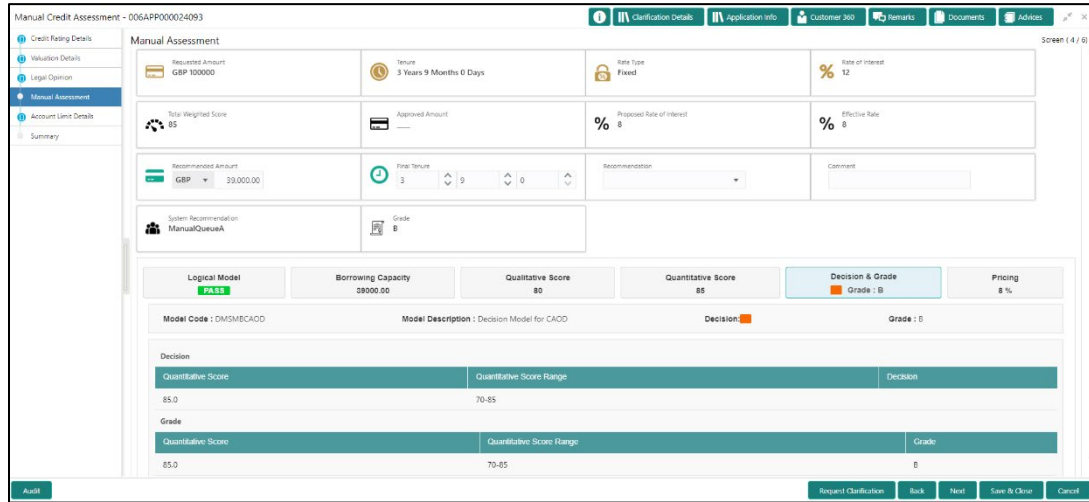 Manual Credit Assessment - 006APP000024093
Clarification Details
Application Info
Customer 360
Remarks
Documents
Advices
Credit Rating Details
Valuation Details
Legal Opinion
Manual Assessment
Account Limit Details
Summary
Manual Assessment
Screen ( 4 / 6)
Requested Amount
GBP 100000
Tenure
3 Years 9 Months 0 Days
Rate Type
Fixed
Rate of Interest
12
Total Weighted Score
85
Approved Amount
Proposed Rate of Interest
8
Effective Rate
8
Recommended Amount
GBP 39,000.00
Final Tenure
3 9 0
Recommendation
Comment
System Recommendation
ManualQueueA
Grade
B
Logical Model
PASS
Borrowing Capacity
39000.00
Qualitative Score
80
Quantitative Score
85
Decision & Grade
Grade : B
Pricing
8 %
Model Code : DMSMBCAOD
Model Description : Decision Model for CAOD
Decision:
Grade : B
Decision
Quantitative Score Quantitative Score Range Decision
85.0 70-85
Grade
Quantitative Score Quantitative Score Range Grade
85.0 70-85 B
Audit
Request Clarification
Back
Next
Save & Close
Cancel